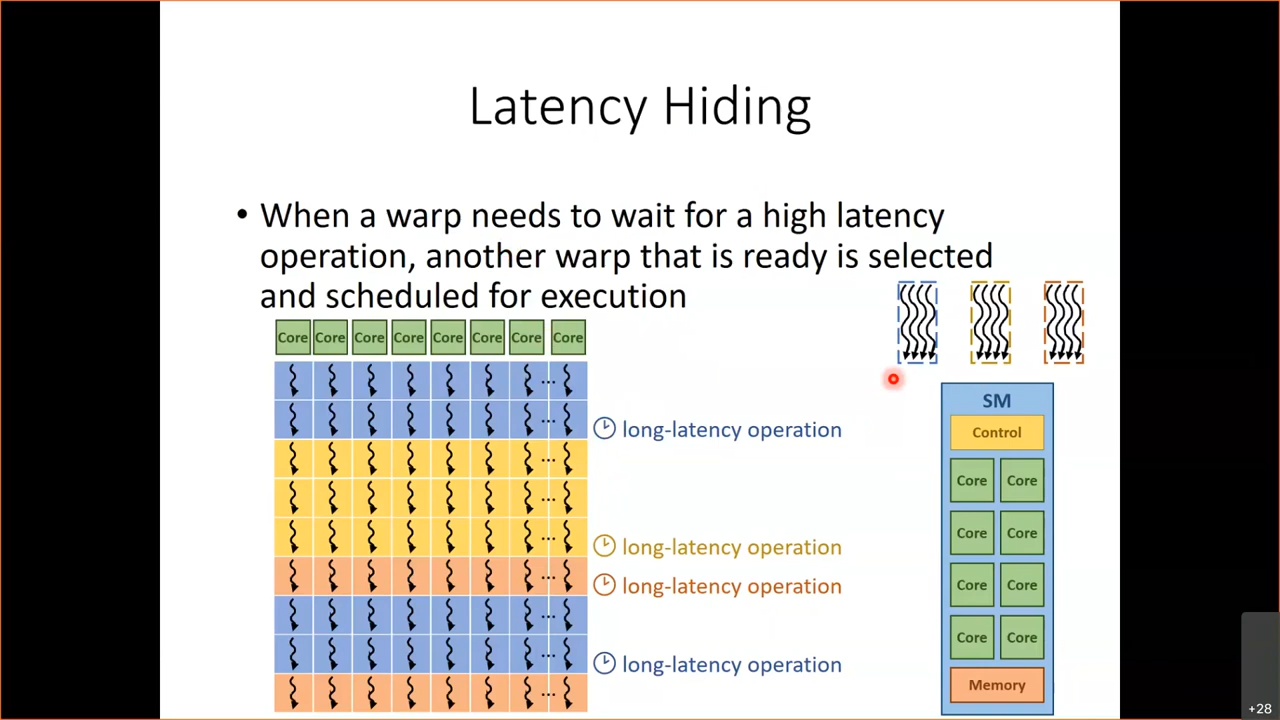 Latency Hiding
• When a warp needs to wait for a high latency
operation, another warp that is ready is selected
and scheduled for execution
Core Core Core Core Core Core Core Core
... 
... long-latency operation
...
...
... long-latency operation
... long-latency operation
...
... long-latency operation
...
SM
Control
Core Core
Core Core
Core Core
Core Core
Memory
+28